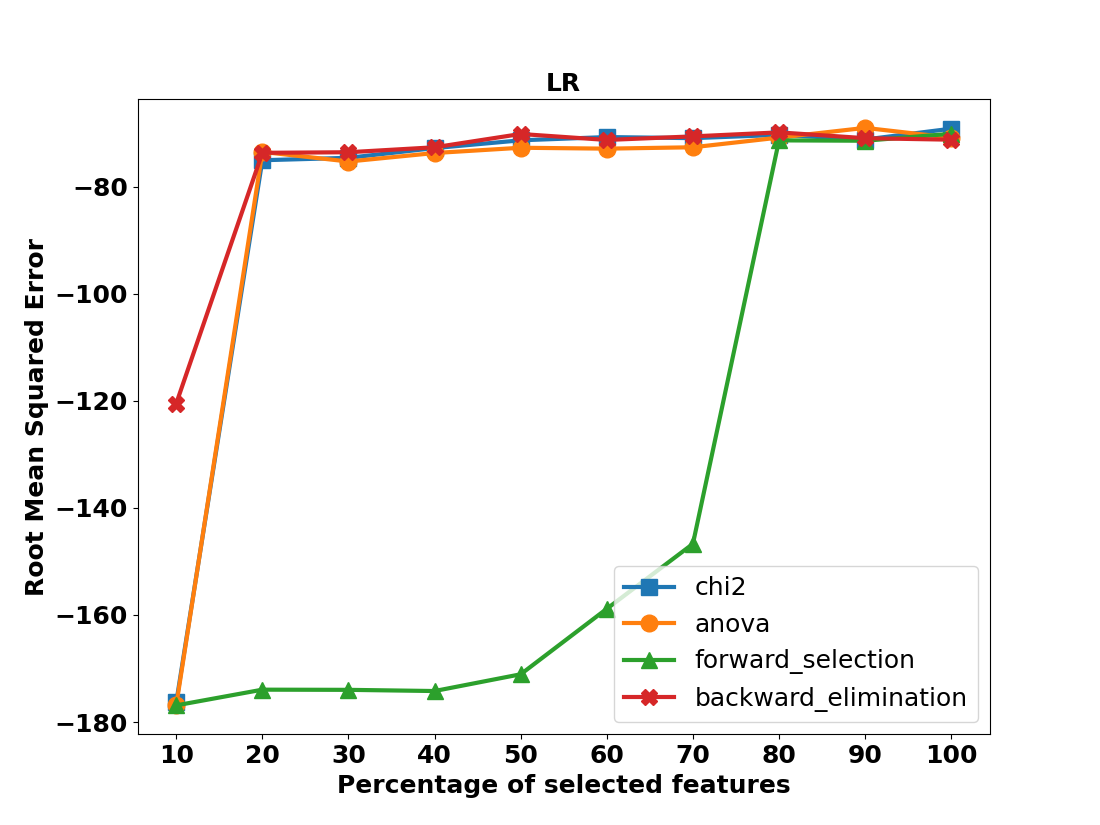 LR
Root Mean Squared Error
−80
−100
−120
−140
−160
−180
chi2
anova
forward_selection
backward_elimination
10 20 30 40 50 60 70 80 90 100
Percentage of selected features